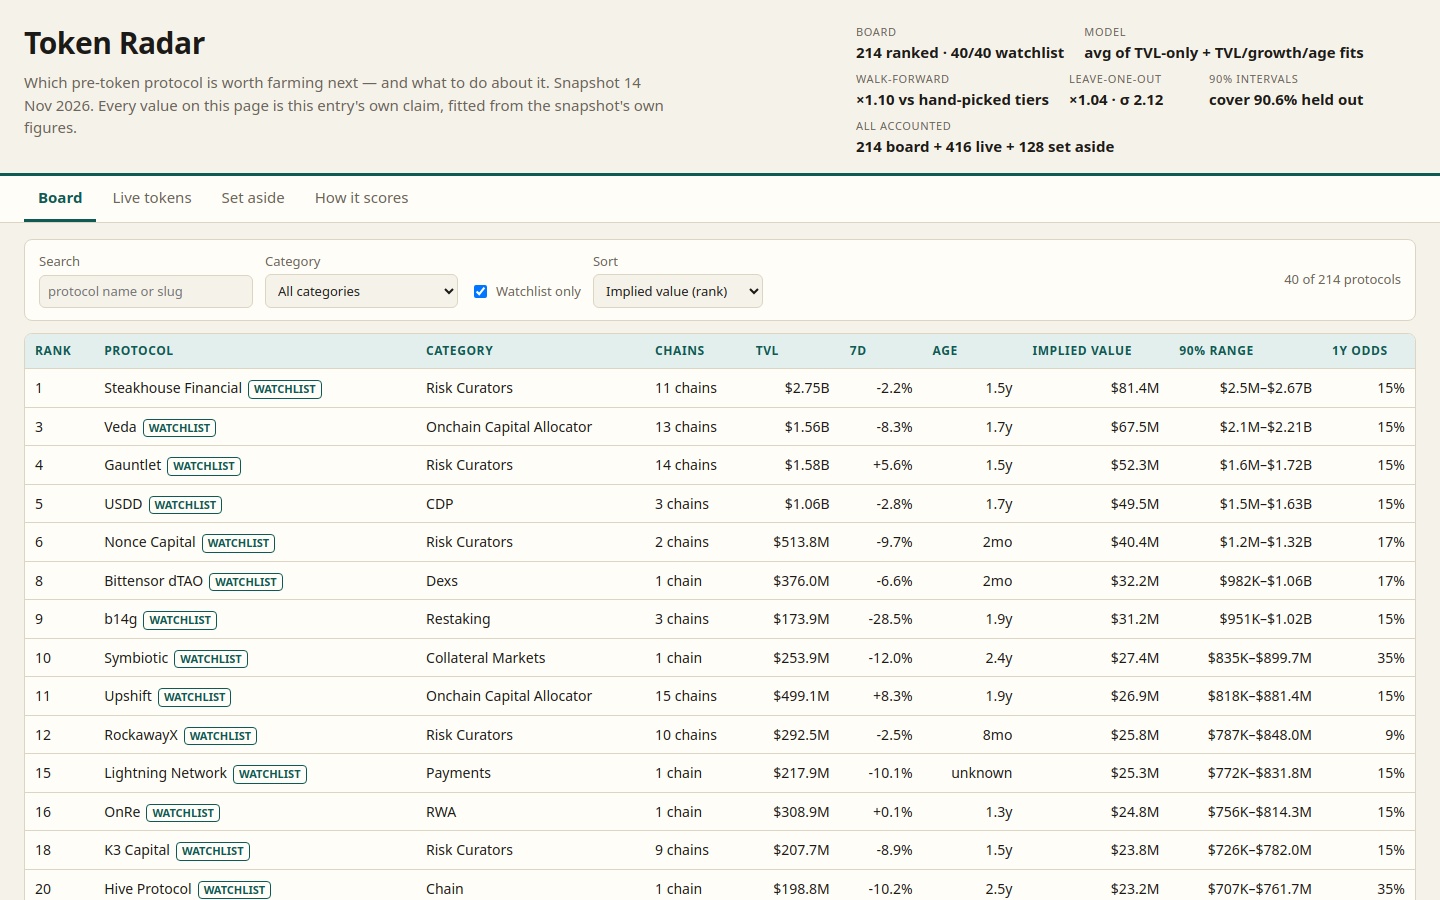 Token Radar
Which pre-token protocol is worth farming next — and what to do about it. Snapshot 14
Nov 2026. Every value on this page is this entry's own claim, fitted from the snapshot's own
figures.
BOARD MODEL
214 ranked · 40/40 watchlist avg of TVL-only + TVL/growth/age fits
WALK-FORWARD LEAVE-ONE-OUT 90% INTERVALS
×1.10 vs hand-picked tiers ×1.04 · σ 2.12 cover 90.6% held out
ALL ACCOUNTED
214 board + 416 live + 128 set aside
Board Live tokens Set aside How it scores
Search Category Sort
protocol name or slug All categories Watchlist only Implied value (rank) 40 of 214 protocols
RANK PROTOCOL CATEGORY CHAINS TVL 7D AGE IMPLIED VALUE 90% RANGE 1Y ODDS
1 Steakhouse Financial WATCHLIST Risk Curators 11 chains $2.75B -2.2% 1.5y $81.4M $2.5M–$2.67B 15%
3 Veda WATCHLIST Onchain Capital Allocator 13 chains $1.56B -8.3% 1.7y $67.5M $2.1M–$2.21B 15%
4 Gauntlet WATCHLIST Risk Curators 14 chains $1.58B +5.6% 1.5y $52.3M $1.6M–$1.72B 15%
5 USDD WATCHLIST CDP 3 chains $1.06B -2.8% 1.7y $49.5M $1.5M–$1.63B 15%
6 Nonce Capital WATCHLIST Risk Curators 2 chains $513.8M -9.7% 2mo $40.4M $1.2M–$1.32B 17%
8 Bittensor dTAO WATCHLIST Dexs 1 chain $376.0M -6.6% 2mo $32.2M $982K–$1.06B 17%
9 b14g WATCHLIST Restaking 3 chains $173.9M -28.5% 1.9y $31.2M $951K–$1.02B 15%
10 Symbiotic WATCHLIST Collateral Markets 1 chain $253.9M -12.0% 2.4y $27.4M $835K–$899.7M 35%
11 Upshift WATCHLIST Onchain Capital Allocator 15 chains $499.1M +8.3% 1.9y $26.9M $818K–$881.4M 15%
12 RockawayX WATCHLIST Risk Curators 10 chains $292.5M -2.5% 8mo $25.8M $787K–$848.0M 9%
15 Lightning Network WATCHLIST Payments 1 chain $217.9M -10.1% unknown $25.3M $772K–$831.8M 15%
16 OnRe WATCHLIST RWA 1 chain $308.9M +0.1% 1.3y $24.8M $756K–$814.3M 15%
18 K3 Capital WATCHLIST Risk Curators 9 chains $207.7M -8.9% 1.5y $23.8M $726K–$782.0M 15%
20 Hive Protocol WATCHLIST Chain 1 chain $198.8M -10.2% 2.5y $23.2M $707K–$761.7M 35%